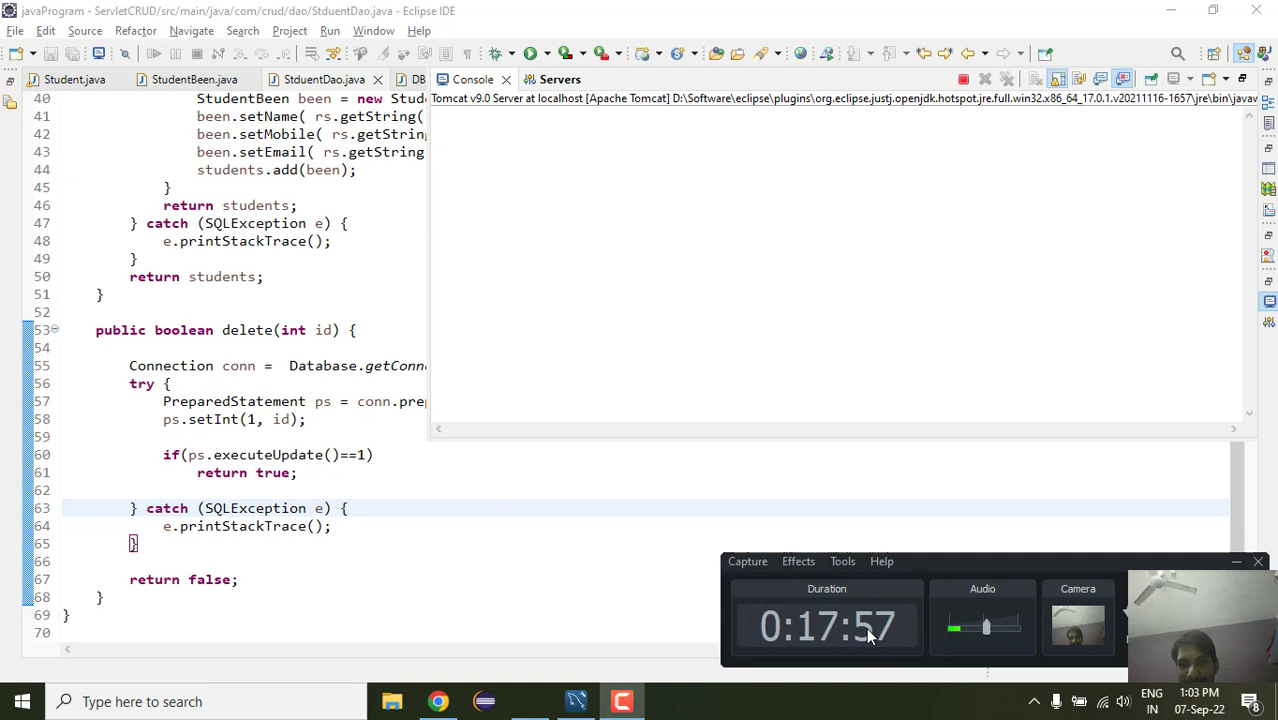 javaProgram - ServletCRUD/src/main/java/com/crud/dao/StduentDao.java - Eclipse IDE
File Edit Source Refactor Navigate Search Project Run Window Help
Student.java StudentBeen.java StduentDao.java DB Console Servers
Tomcat v9.0 Server at localhost [Apache Tomcat] D:\Software\eclipse\plugins\org.eclipse.justj.openjdk.hotspot.jre.full.win32.x86_64_17.0.1.v20211116-1657\jre\bin\javaw
40 StudentBeen been = new Stude
41 been.setName( rs.getString(
42 been.setMobile( rs.getString
43 been.setEmail( rs.getString
44 students.add(been);
45 }
46 return students;
47 } catch (SQLException e) {
48 e.printStackTrace();
49 }
50 return students;
51 }
52
53 public boolean delete(int id) {
54
55 Connection conn = Database.getConne
56 try {
57 PreparedStatement ps = conn.prep
58 ps.setInt(1, id);
59
60 if(ps.executeUpdate()==1)
61 return true;
62
63 } catch (SQLException e) {
64 e.printStackTrace();
65 }
66
67 return false;
68 }
69 }
70
Capture Effects Tools Help
Duration Audio Camera
0:17:57
Type here to search
ENG
IN
1:03 PM
07-Sep-22
8